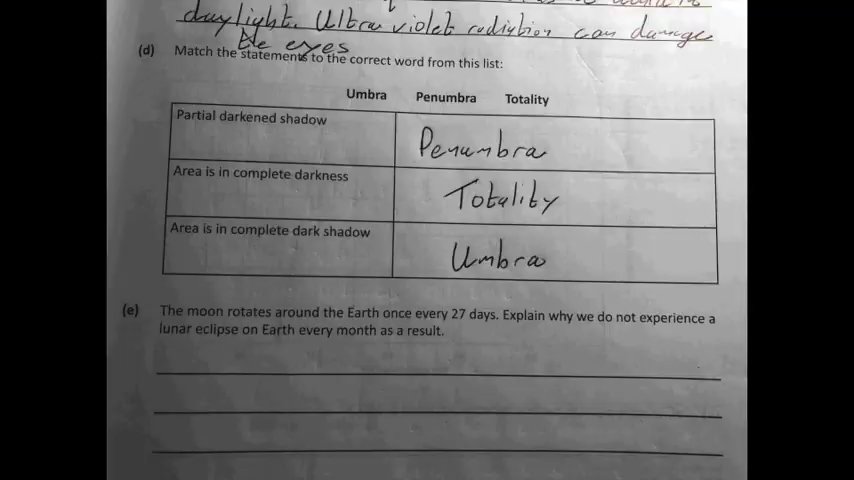 daylight. Ultra violet radiation can damage
the eyes
(d) Match the statements to the correct word from this list:
Umbra Penumbra Totality
Partial darkened shadow Penumbra
Area is in complete darkness Totality
Area is in complete dark shadow Umbra
(e) The moon rotates around the Earth once every 27 days. Explain why we do not experience a
lunar eclipse on Earth every month as a result.